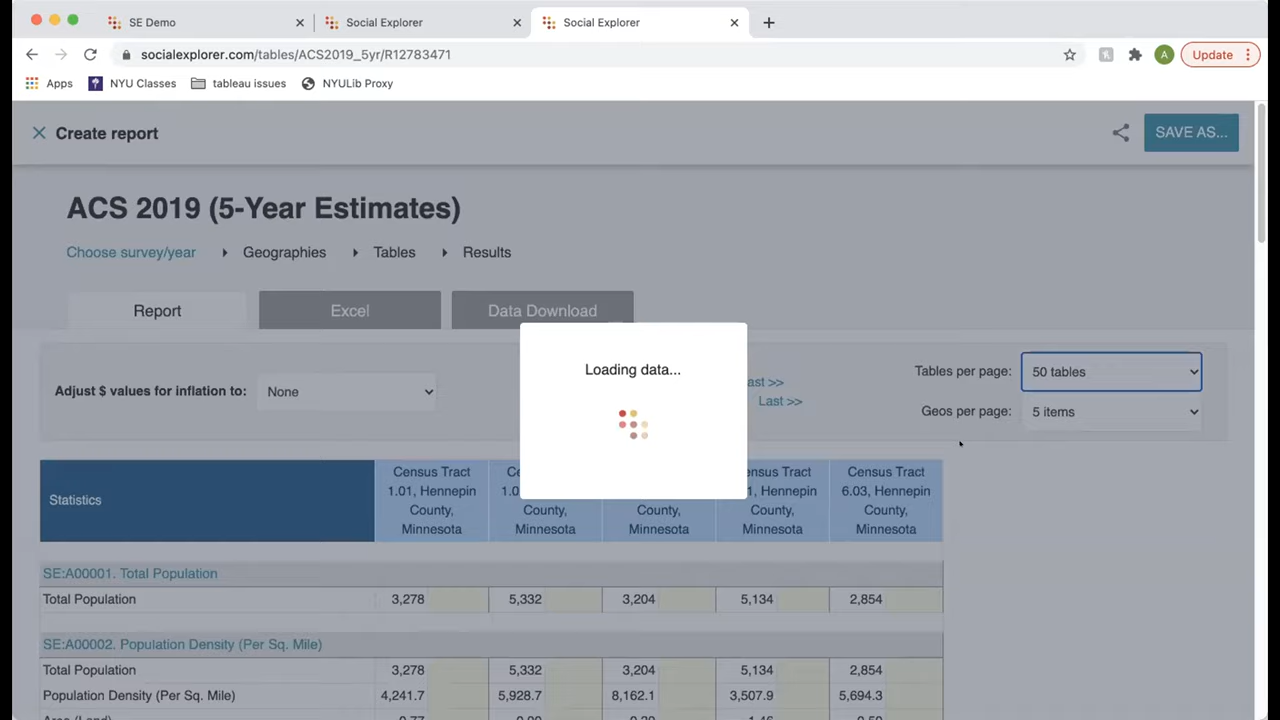 SE Demo
Social Explorer
Social Explorer
socialexplorer.com/tables/ACS2019_5yr/R12783471
A
Update
Apps
NYU Classes
tableau issues
NYULib Proxy
Create report
SAVE AS...
ACS 2019 (5-Year Estimates)
Choose survey/year
Geographies
Tables
Results
Report
Excel
Data Download
Loading data...
Adjust $ values for inflation to:
None
>>
Last >>
Tables per page:
50 tables
Geos per page:
5 items
Statistics
Census Tract
1.01, Hennepin
County,
Minnesota
County,
Minnesota
County,
Minnesota
Hennepin
County,
Minnesota
Census Tract
6.03, Hennepin
County,
Minnesota
SE:A00001. Total Population
Total Population 3,278 5,332 3,204 5,134 2,854
SE:A00002. Population Density (Per Sq. Mile)
Total Population 3,278 5,332 3,204 5,134 2,854
Population Density (Per Sq. Mile) 4,241.7 5,928.7 8,162.1 3,507.9 5,694.3